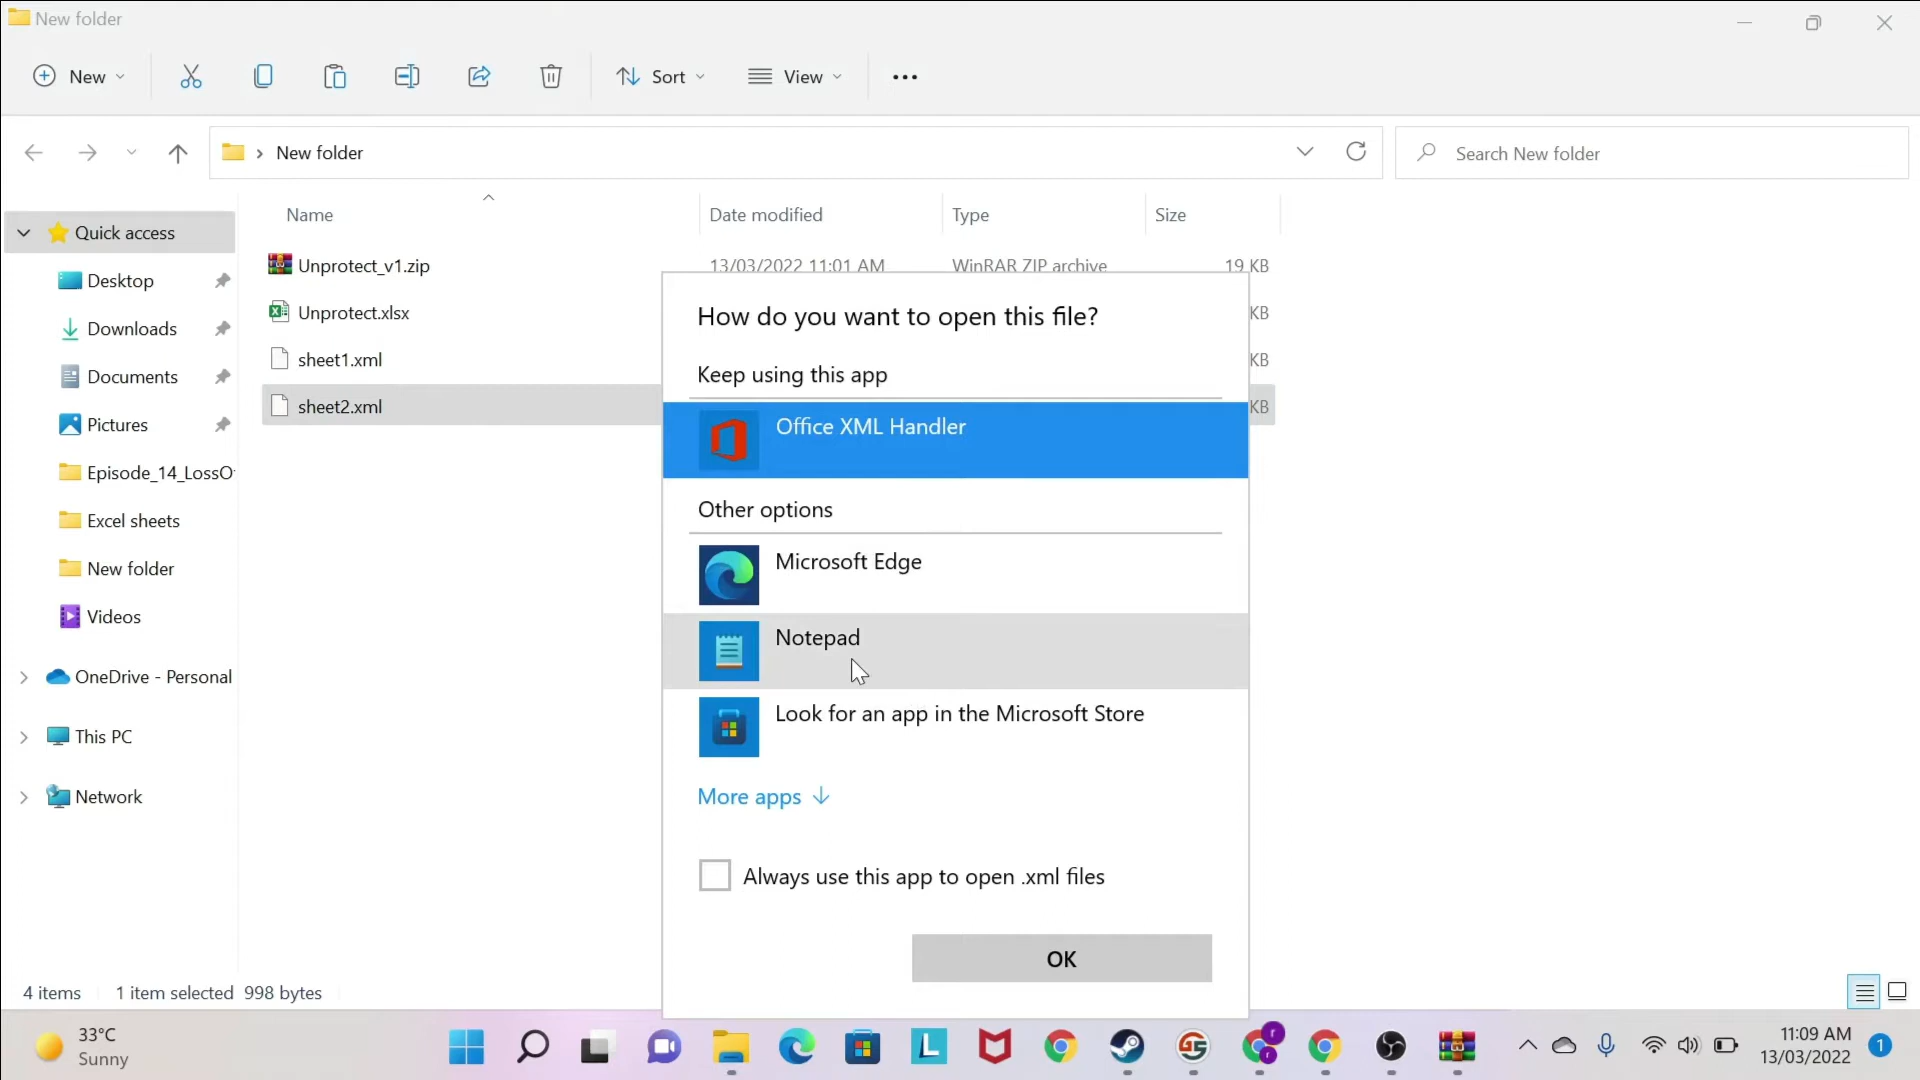 New folder
New
Sort
View
New folder
Search New folder
Name
Date modified
Type
Size
Quick access
Desktop
Downloads
Documents
Pictures
Episode_14_LossO
Excel sheets
New folder
Videos
OneDrive - Personal
This PC
Network
Unprotect_v1.zip
13/03/2022 11:01 AM
WinRAR ZIP archive
19 KB
Unprotect.xlsx
KB
sheet1.xml
KB
sheet2.xml
KB
How do you want to open this file?
Keep using this app
Office XML Handler
Other options
Microsoft Edge
Notepad
Look for an app in the Microsoft Store
More apps
Always use this app to open .xml files
OK
4 items
1 item selected 998 bytes
33°C
Sunny
L
r
r
11:09 AM
13/03/2022
1